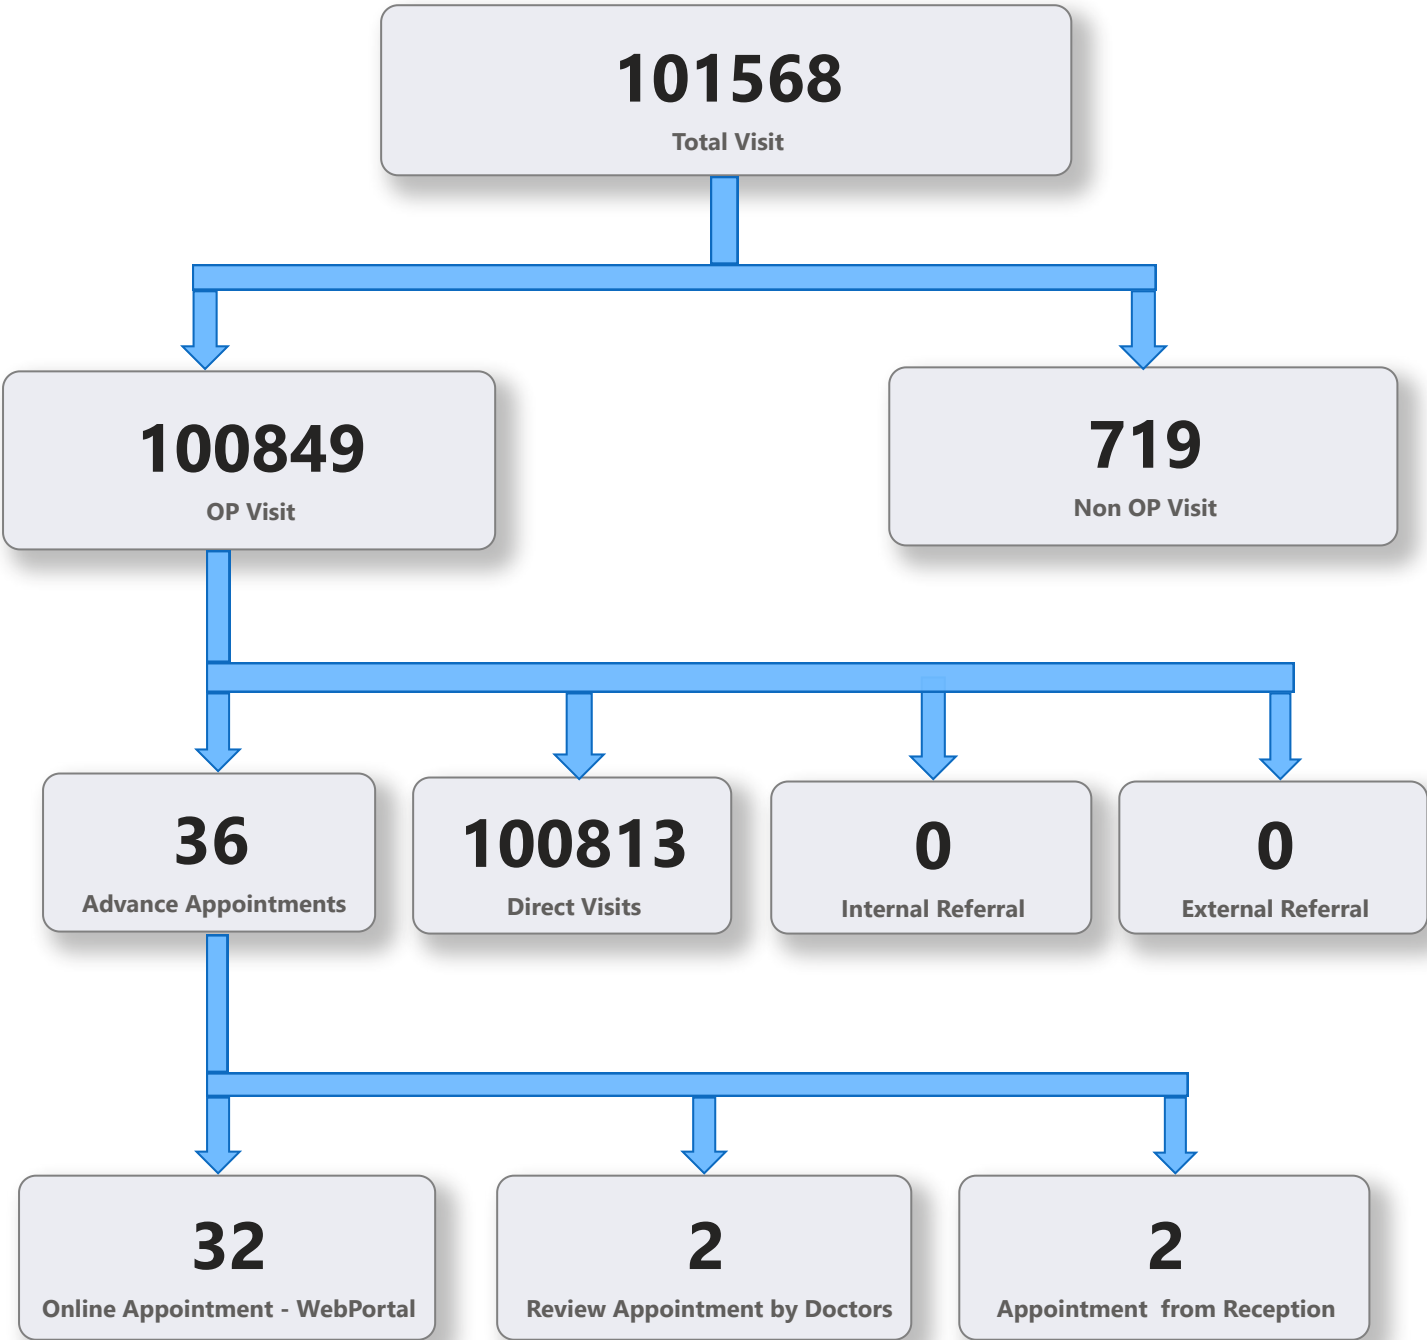 101568
Total Visit
100849
OP Visit
719
Non OP Visit
36
Advance Appointments
100813
Direct Visits
0
Internal Referral
0
External Referral
32
Online Appointment - WebPortal
2
Review Appointment by Doctors
2
Appointment  from Reception